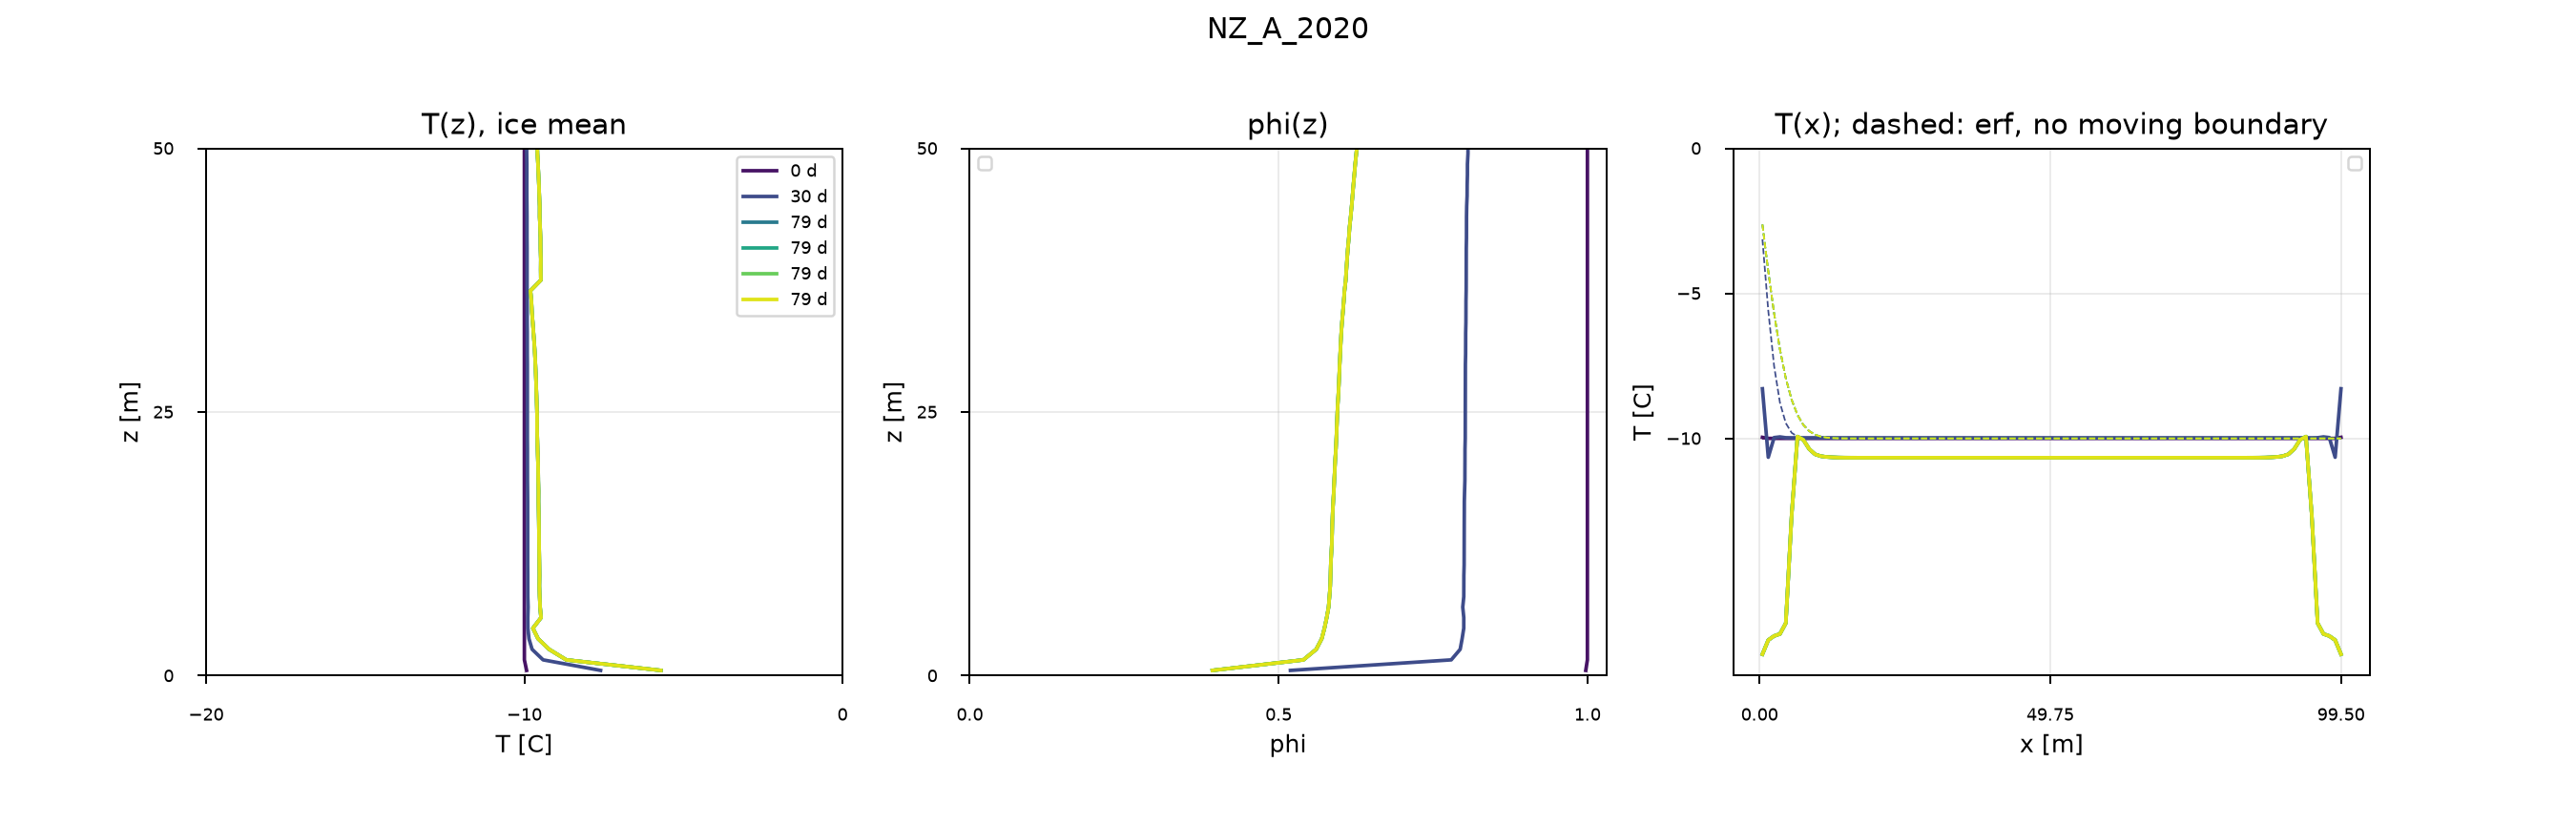 NZ_A_2020
T(z), ice mean
50
25
0
z [m]
−20
−10
0
T [C]
0 d
30 d
79 d
79 d
79 d
79 d
phi(z)
50
25
0
z [m]
0.0
0.5
1.0
phi
T(x); dashed: erf, no moving boundary
0
−5
−10
T [C]
0.00
49.75
99.50
x [m]